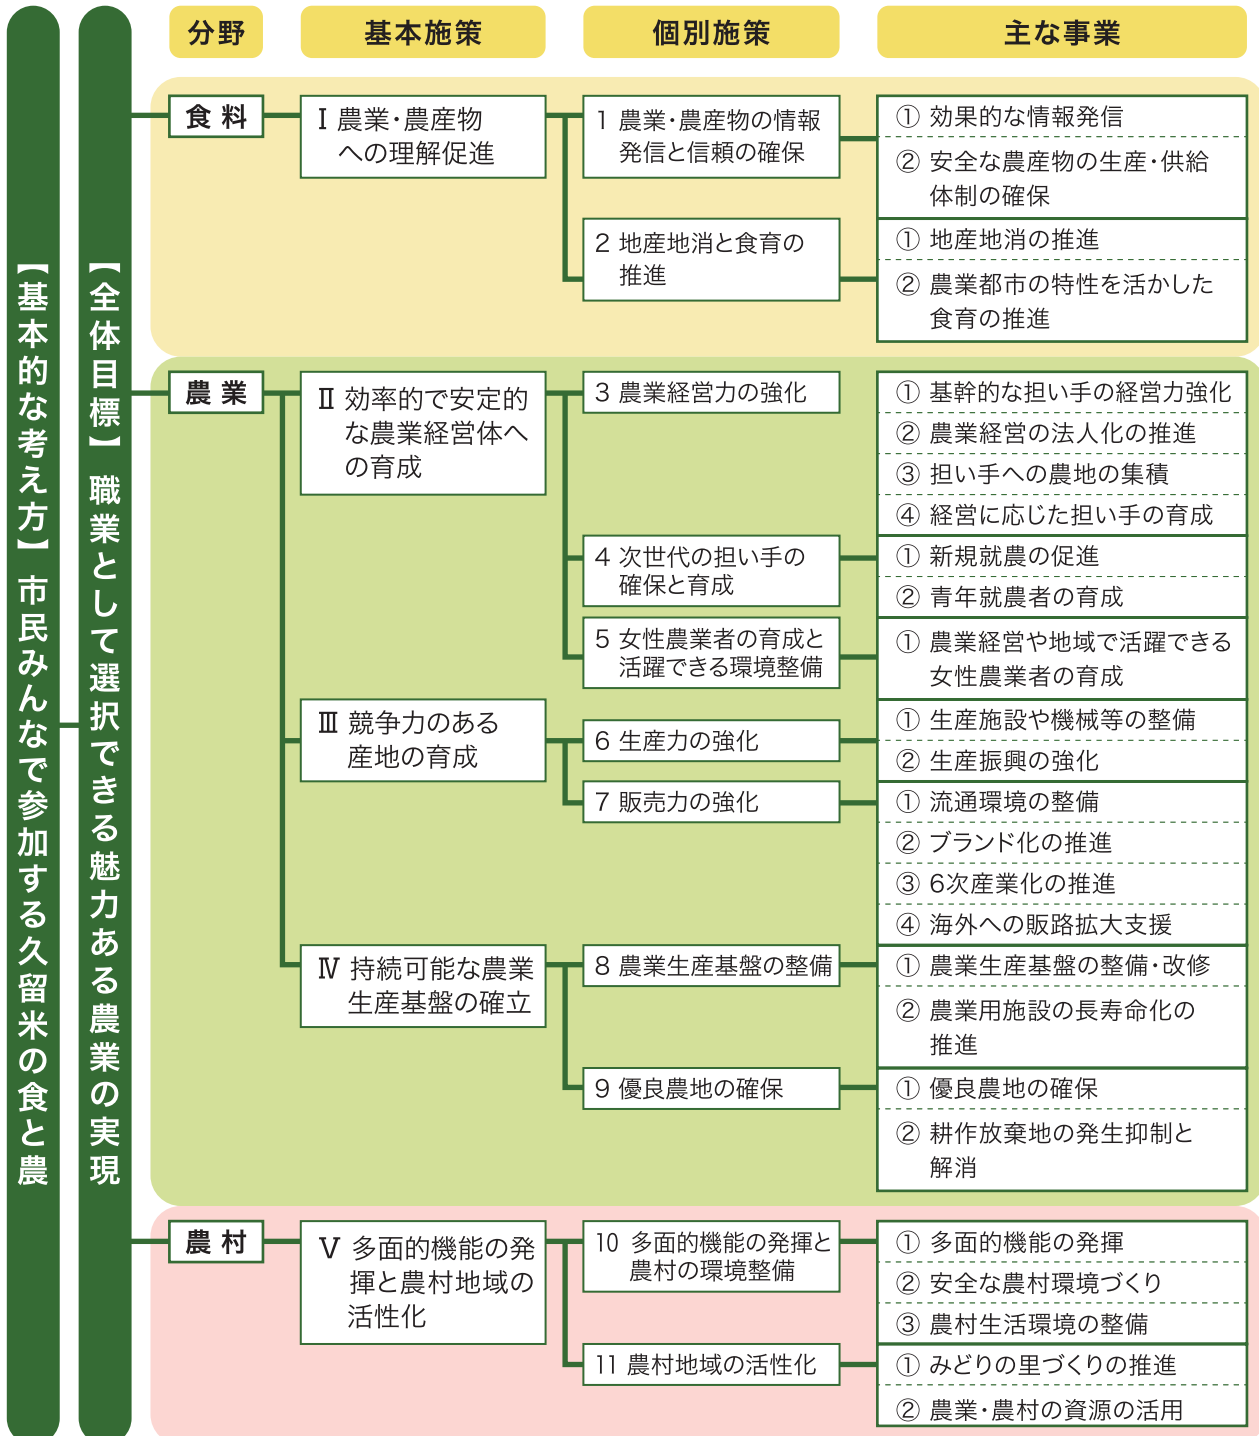 【基本的な考え方】市民みんなで参加する久留米の食と農
【全体目標】職業として選択できる魅力ある農業の実現
分野
基本施策
個別施策
主な事業
食料
Ⅰ 農業・農産物
への理解促進
1 農業・農産物の情報
発信と信頼の確保
① 効果的な情報発信
② 安全な農産物の生産・供給
体制の確保
2 地産地消と食育の
推進
① 地産地消の推進
② 農業都市の特性を活かした
食育の推進
農業
Ⅱ 効率的で安定的
な農業経営体へ
の育成
3 農業経営力の強化
① 基幹的な担い手の経営力強化
② 農業経営の法人化の推進
③ 担い手への農地の集積
④ 経営に応じた担い手の育成
4 次世代の担い手の
確保と育成
① 新規就農の促進
② 青年就農者の育成
5 女性農業者の育成と
活躍できる環境整備
① 農業経営や地域で活躍できる
女性農業者の育成
Ⅲ 競争力のある
産地の育成
6 生産力の強化
① 生産施設や機械等の整備
② 生産振興の強化
7 販売力の強化
① 流通環境の整備
② ブランド化の推進
③ 6次産業化の推進
④ 海外への販路拡大支援
Ⅳ 持続可能な農業
生産基盤の確立
8 農業生産基盤の整備
① 農業生産基盤の整備・改修
② 農業用施設の長寿命化の
推進
9 優良農地の確保
① 優良農地の確保
② 耕作放棄地の発生抑制と
解消
農村
Ⅴ 多面的機能の発
揮と農村地域の
活性化
10 多面的機能の発揮と
農村の環境整備
① 多面的機能の発揮
② 安全な農村環境づくり
③ 農村生活環境の整備
11 農村地域の活性化
① みどりの里づくりの推進
② 農業・農村の資源の活用